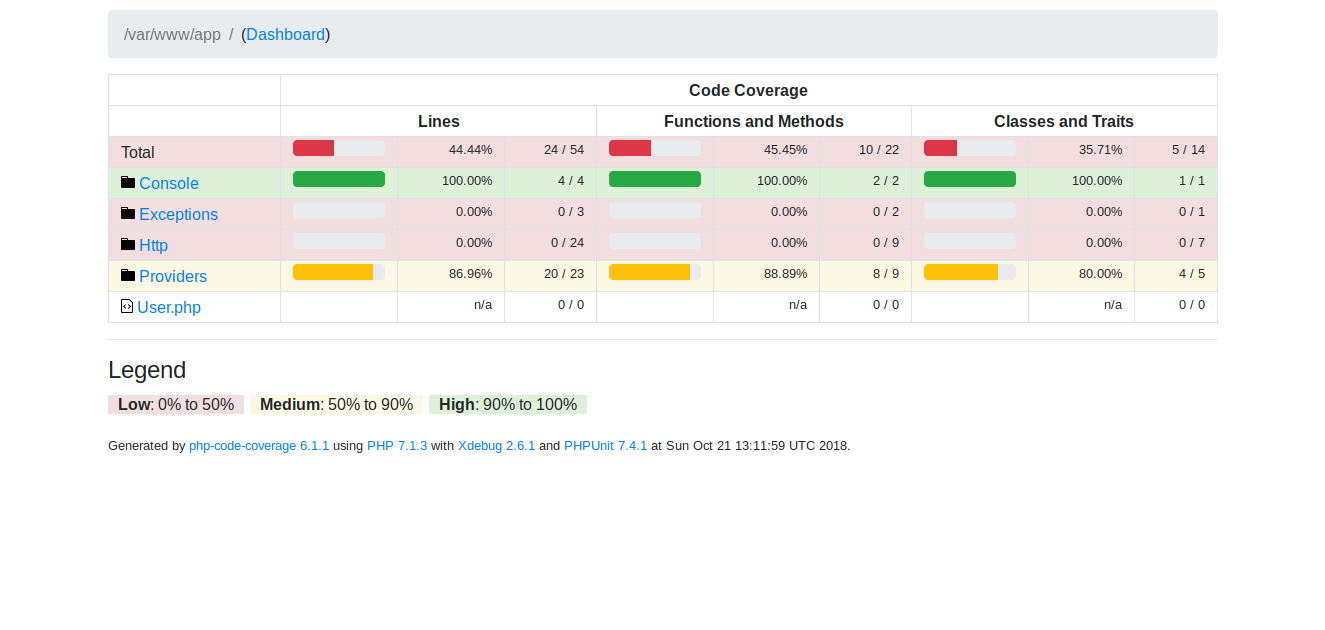 /var/www/app / (Dashboard)
Code Coverage
Lines Functions and Methods Classes and Traits
Total 44.44% 24 / 54 45.45% 10 / 22 35.71% 5 / 14
Console 100.00% 4 / 4 100.00% 2 / 2 100.00% 1 / 1
Exceptions 0.00% 0 / 3 0.00% 0 / 2 0.00% 0 / 1
Http 0.00% 0 / 24 0.00% 0 / 9 0.00% 0 / 7
Providers 86.96% 20 / 23 88.89% 8 / 9 80.00% 4 / 5
User.php n/a 0 / 0 n/a 0 / 0 n/a 0 / 0
Legend
Low: 0% to 50% Medium: 50% to 90% High: 90% to 100%
Generated by php-code-coverage 6.1.1 using PHP 7.1.3 with Xdebug 2.6.1 and PHPUnit 7.4.1 at Sun Oct 21 13:11:59 UTC 2018.